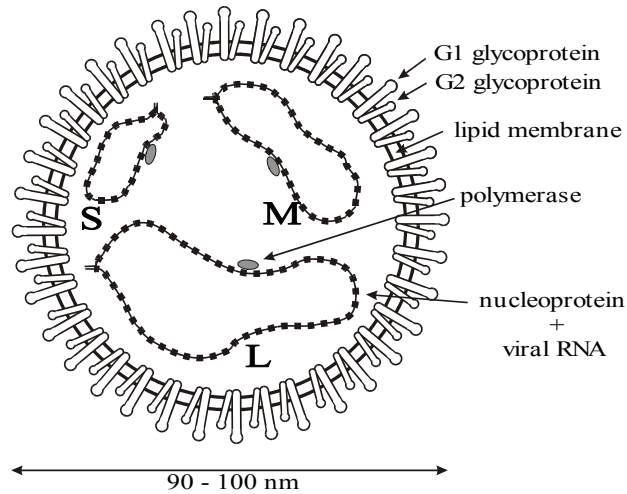 G1 glycoprotein
G2 glycoprotein
lipid membrane
polymerase
S
M
nucleoprotein
+
viral RNA
L
90 - 100 nm